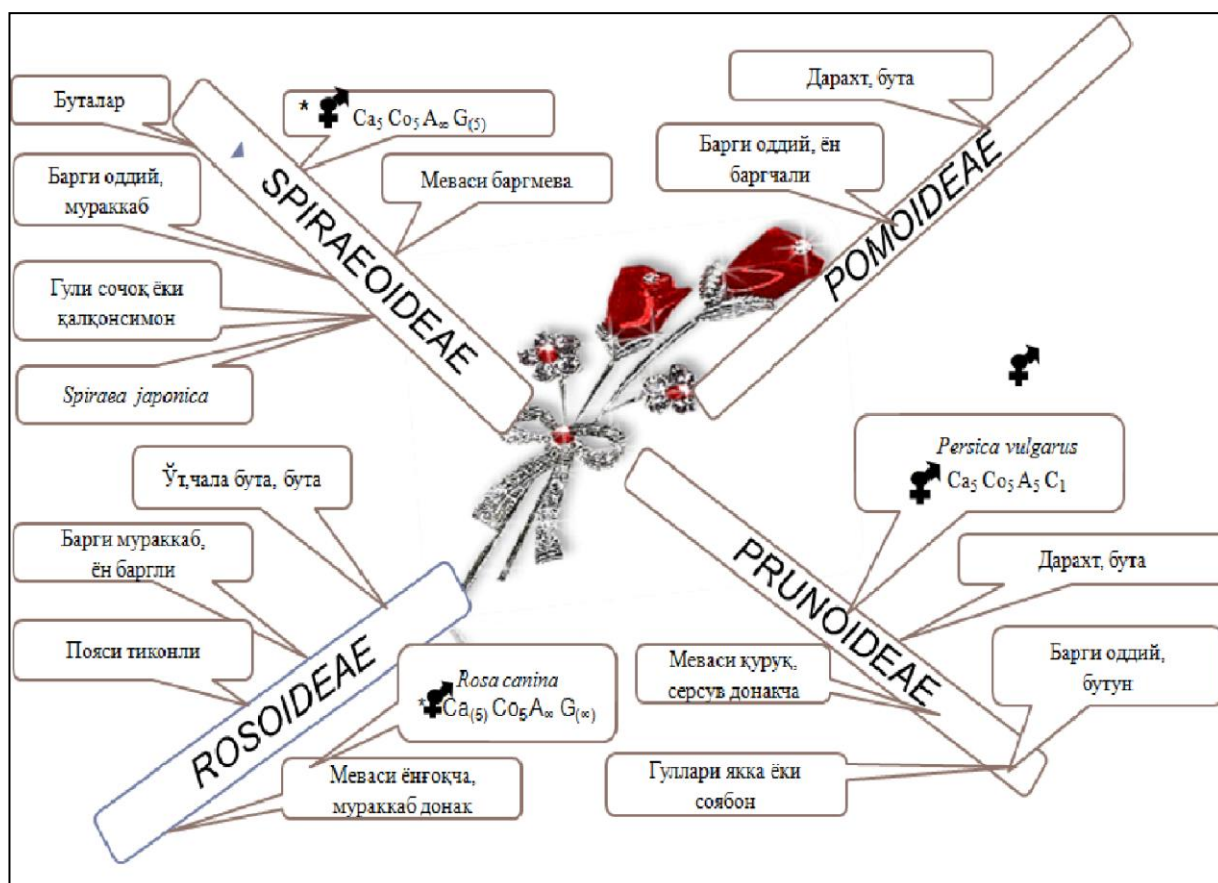 Буталар
* Ca₅ Co₅ A∞ G₍₅₎
Барги оддий,
мураккаб
Меваси баргмева
Гули сочоқ ёки
қалқонсимон
Spiraea japonica
SPIRAEOIDEAE
Дарахт, бута
Барги оддий, ён
баргчали
POMOIDEAE
Ўт,чала бута, бута
Барги мураккаб,
ён баргли
Пояси тиконли
ROSOIDEAE
Rosa canina
*Ca₍₅₎ Co₅A∞ G₍∞₎
Меваси ёнғоқча,
мураккаб донак
Persica vulgarus
Ca₅ Co₅ A₅ C₁
PRUNOIDEAE
Дарахт, бута
Меваси қуруқ,
серсув донакча
Барги оддий,
бутун
Гуллари якка ёки
соябон